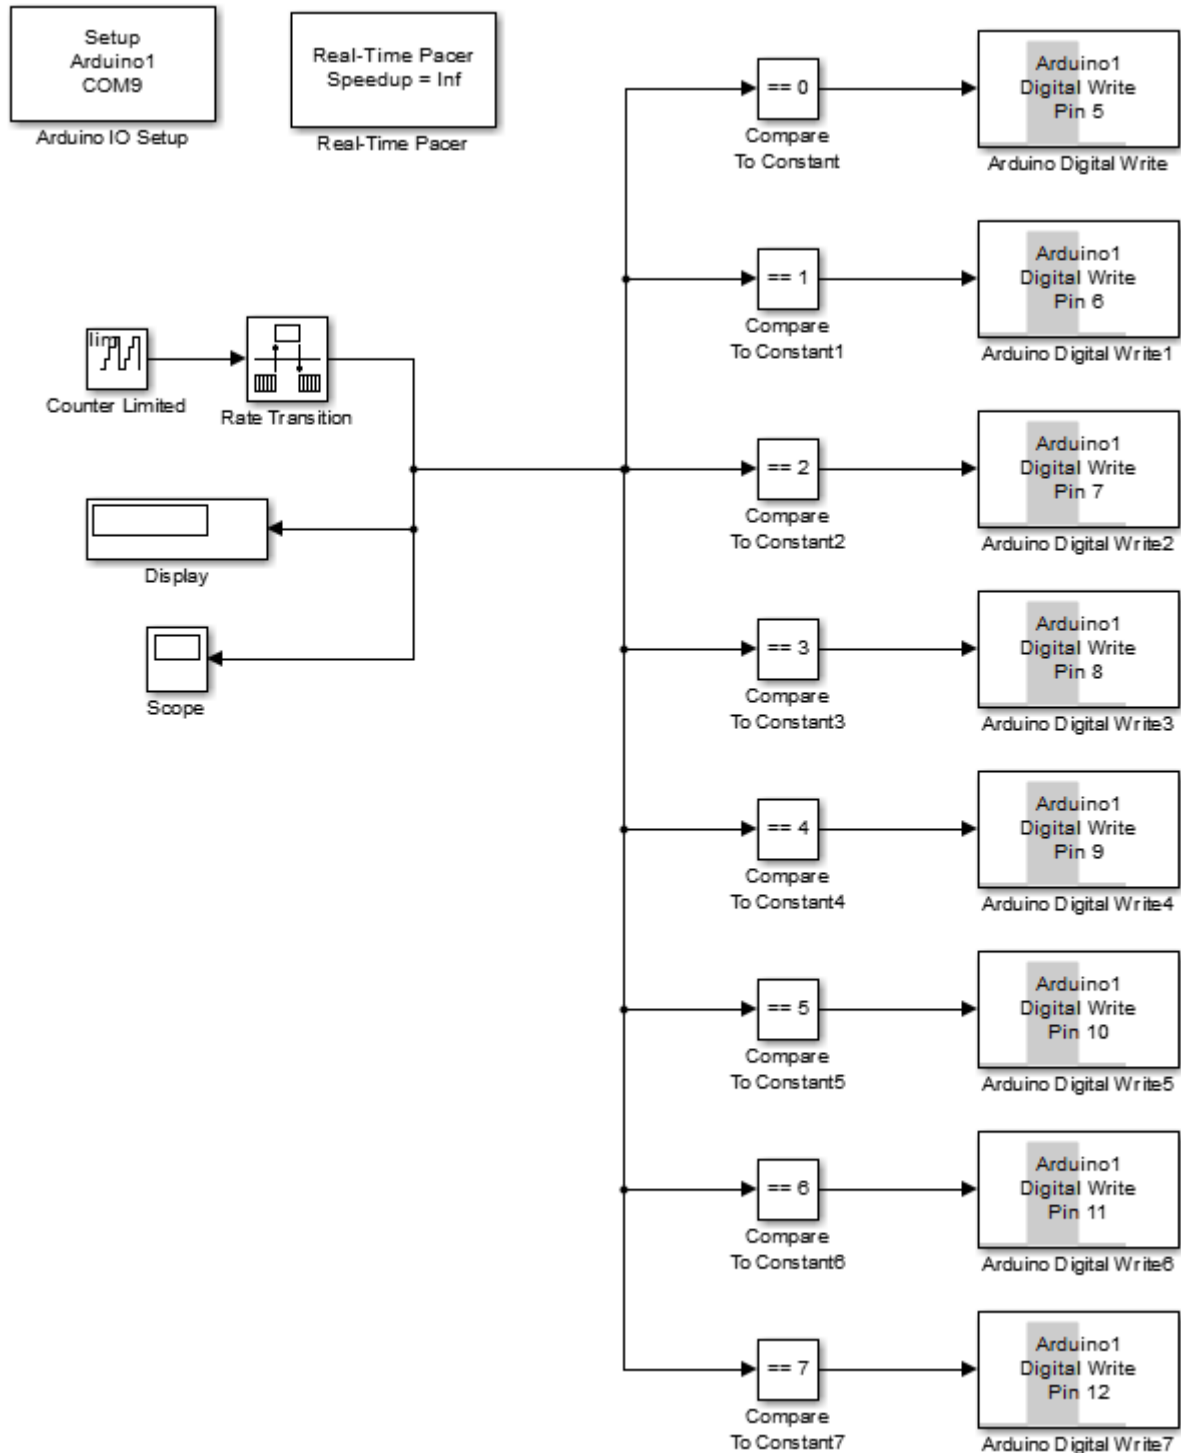 Setup
Arduino1
COM9
Arduino IO Setup
Real-Time Pacer
Speedup = Inf
Real-Time Pacer
== 0
Compare
To Constant
Arduino1
Digital Write
Pin 5
Arduino Digital Write
== 1
Compare
To Constant1
Arduino1
Digital Write
Pin 6
Arduino Digital Write1
lim
Counter Limited
Rate Transition
== 2
Compare
To Constant2
Arduino1
Digital Write
Pin 7
Arduino Digital Write2
Display
== 3
Compare
To Constant3
Arduino1
Digital Write
Pin 8
Arduino Digital Write3
Scope
== 4
Compare
To Constant4
Arduino1
Digital Write
Pin 9
Arduino Digital Write4
== 5
Compare
To Constant5
Arduino1
Digital Write
Pin 10
Arduino Digital Write5
== 6
Compare
To Constant6
Arduino1
Digital Write
Pin 11
Arduino Digital Write6
== 7
Compare
To Constant7
Arduino1
Digital Write
Pin 12
Arduino Digital Write7